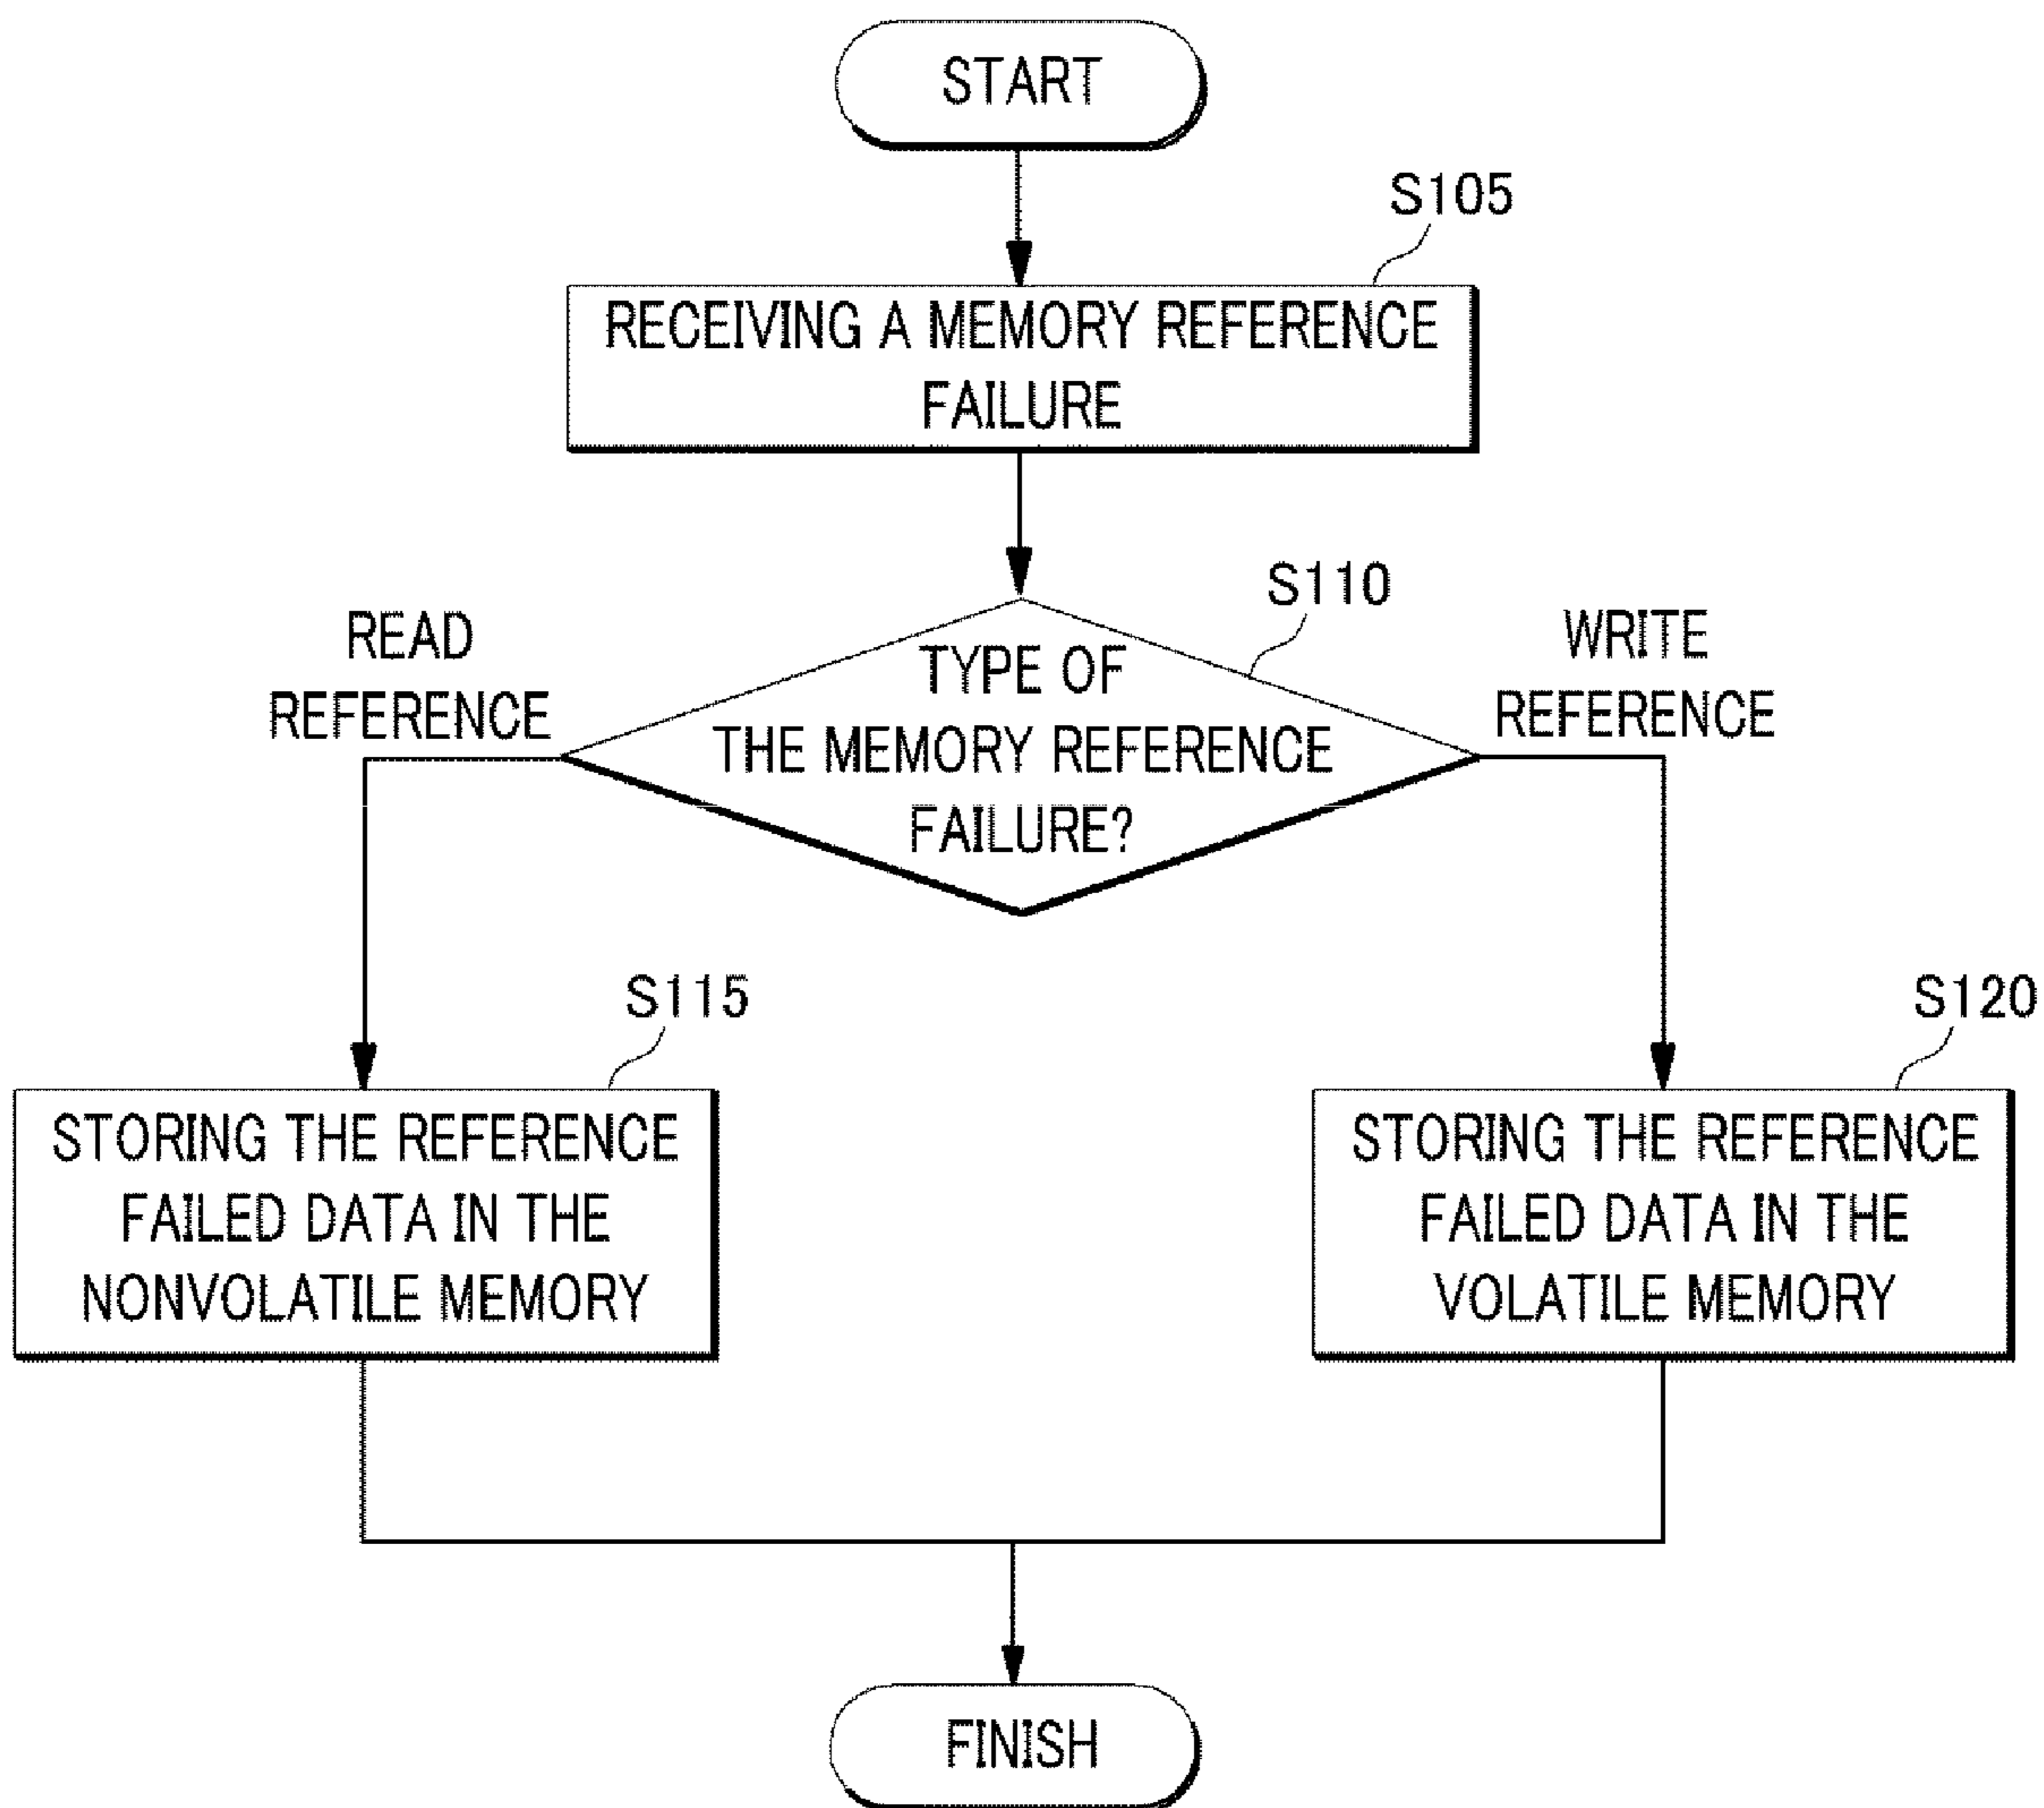 START
S105
RECEIVING A MEMORY REFERENCE
FAILURE
S110
READ
REFERENCE
TYPE OF
THE MEMORY REFERENCE
FAILURE?
WRITE
REFERENCE
S115
STORING THE REFERENCE
FAILED DATA IN THE
NONVOLATILE MEMORY
S120
STORING THE REFERENCE
FAILED DATA IN THE
VOLATILE MEMORY
FINISH